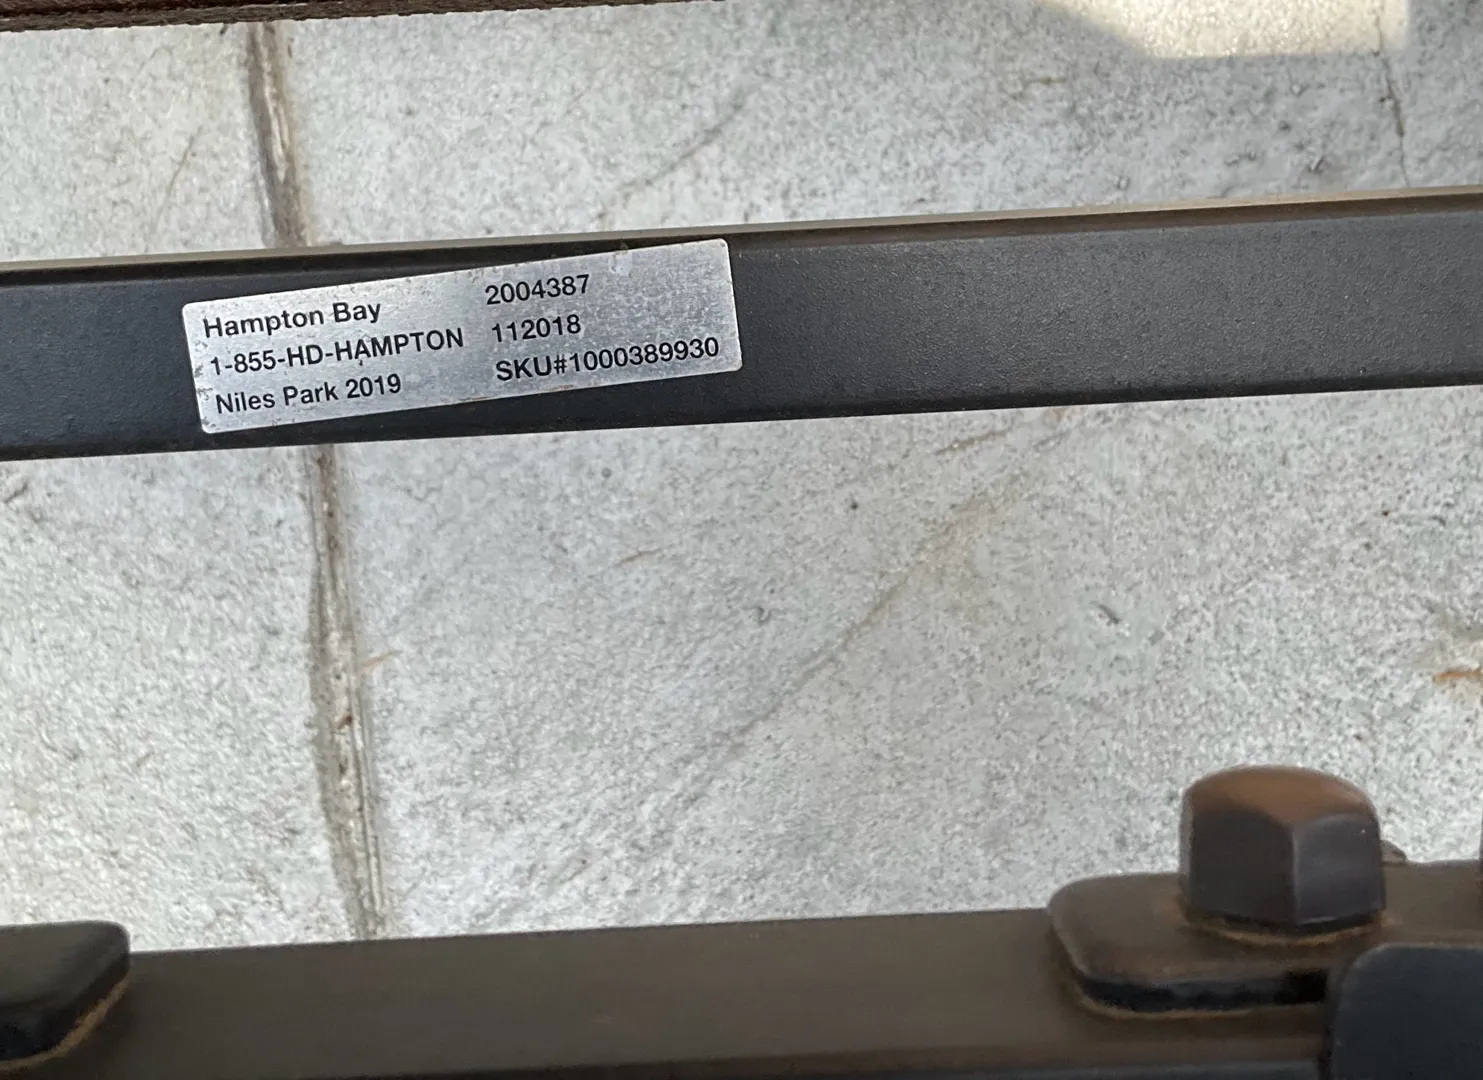 Hampton Bay 2004387
1-855-HD-HAMPTON 112018
Niles Park 2019 SKU#1000389930